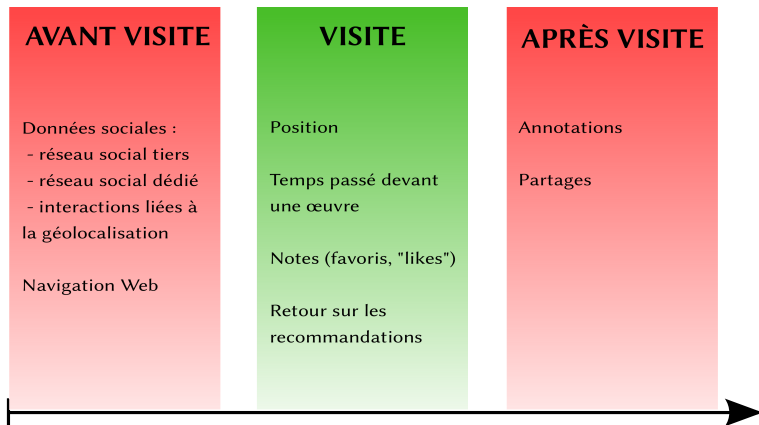 AVANT VISITE
Données sociales :
- réseau social tiers
- réseau social dédié
- interactions liées à
la géolocalisation
Navigation Web
VISITE
Position
Temps passé devant
une œuvre
Notes (favoris, "likes")
Retour sur les
recommandations
APRÈS VISITE
Annotations
Partages